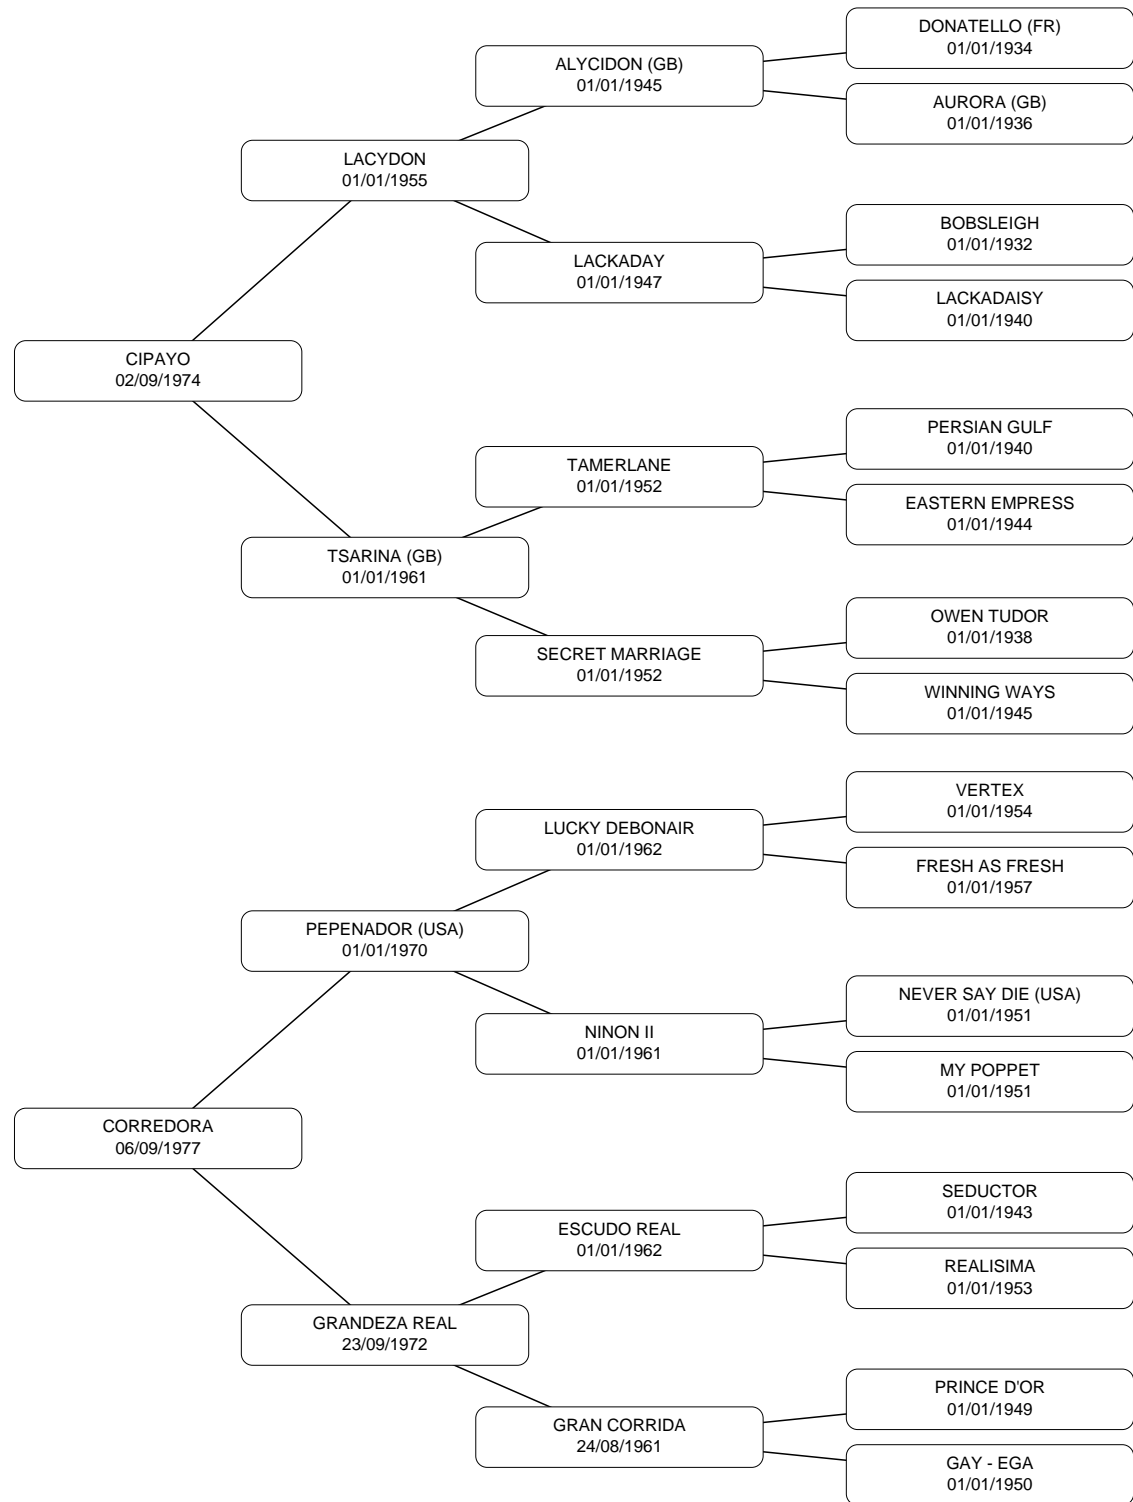 DONATELLO (FR)
01/01/1934
ALYCIDON (GB)
01/01/1945
AURORA (GB)
01/01/1936
LACYDON
01/01/1955
BOBSLEIGH
01/01/1932
LACKADAY
01/01/1947
LACKADAISY
01/01/1940
CIPAYO
02/09/1974
PERSIAN GULF
01/01/1940
TAMERLANE
01/01/1952
EASTERN EMPRESS
01/01/1944
TSARINA (GB)
01/01/1961
OWEN TUDOR
01/01/1938
SECRET MARRIAGE
01/01/1952
WINNING WAYS
01/01/1945
VERTEX
01/01/1954
LUCKY DEBONAIR
01/01/1962
FRESH AS FRESH
01/01/1957
PEPENADOR (USA)
01/01/1970
NEVER SAY DIE (USA)
01/01/1951
NINON II
01/01/1961
MY POPPET
01/01/1951
CORREDORA
06/09/1977
SEDUCTOR
01/01/1943
ESCUDO REAL
01/01/1962
REALISIMA
01/01/1953
GRANDEZA REAL
23/09/1972
PRINCE D'OR
01/01/1949
GRAN CORRIDA
24/08/1961
GAY - EGA
01/01/1950